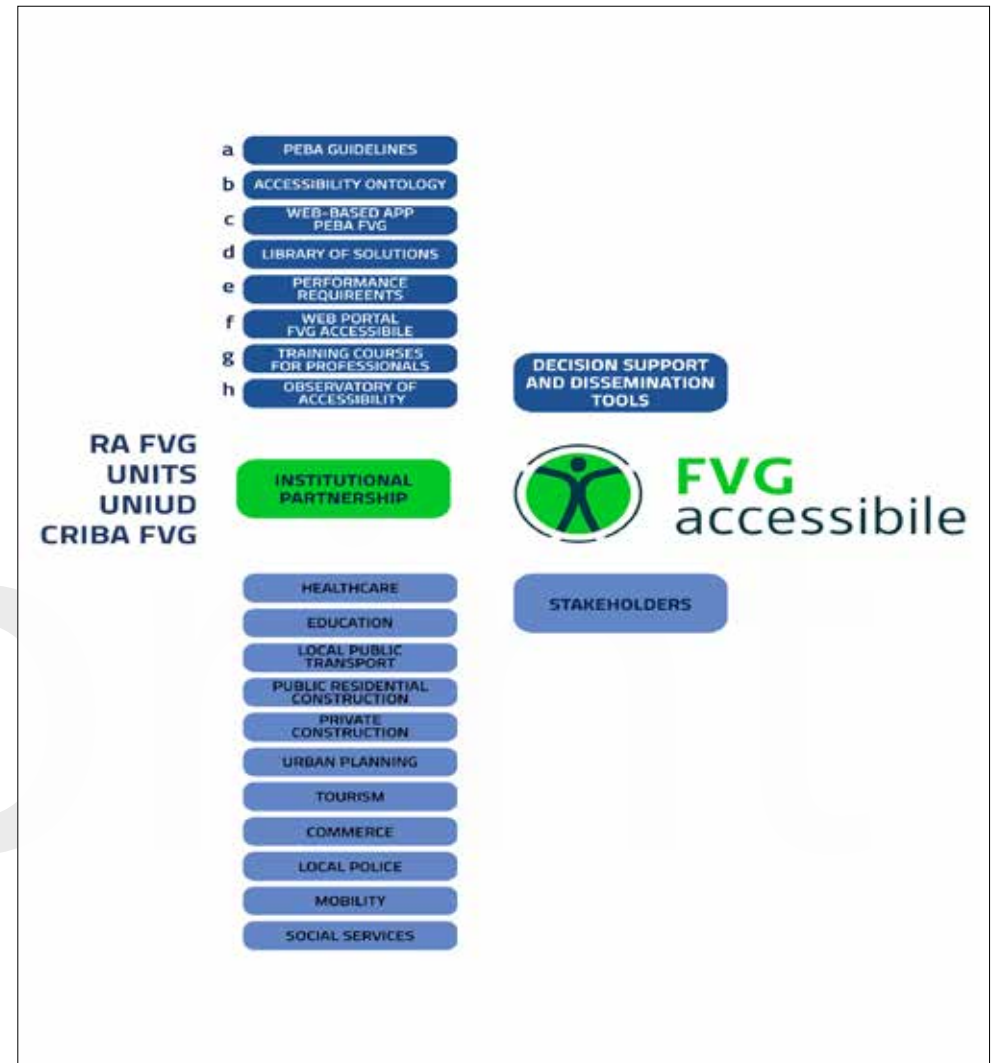 a PEBA GUIDELINES
b ACCESSIBILITY ONTOLOGY
c WEB-BASED APP
PEBA FVG
d LIBRARY OF SOLUTIONS
e PERFORMANCE
REQUIREENTS
f WEB PORTAL
FVG ACCESSIBILE
g TRAINING COURSES
FOR PROFESSIONALS
h OBSERVATORY OF
ACCESSIBILITY
DECISION SUPPORT
AND DISSEMINATION
TOOLS
RA FVG
UNITS
UNIUD
CRIBA FVG
INSTITUTIONAL
PARTNERSHIP
FVG
accessibile
HEALTHCARE
EDUCATION
LOCAL PUBLIC
TRANSPORT
PUBLIC RESIDENTIAL
CONSTRUCTION
PRIVATE
CONSTRUCTION
URBAN PLANNING
TOURISM
COMMERCE
LOCAL POLICE
MOBILITY
SOCIAL SERVICES
STAKEHOLDERS